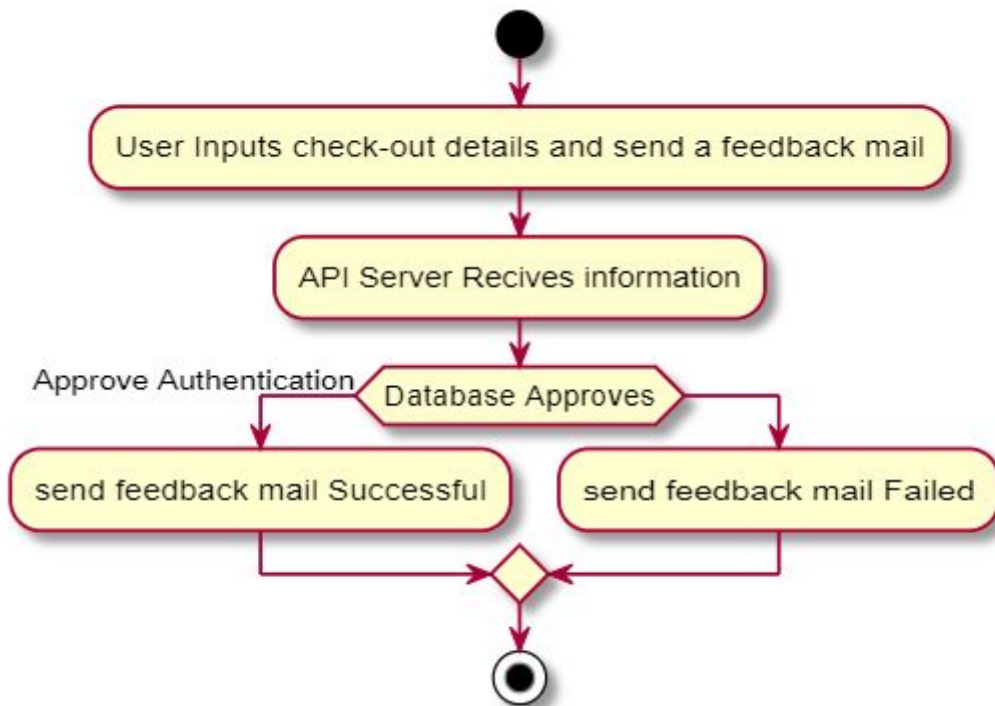 User Inputs check-out details and send a feedback mail
API Server Recives information
Approve Authentication
Database Approves
send feedback mail Successful
send feedback mail Failed